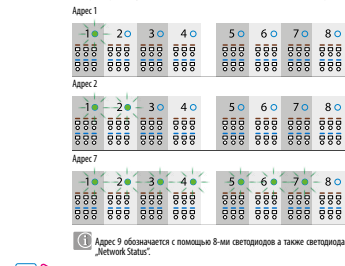 Адрес 1
1 2 3 4 5 6 7 8
Адрес 2
1 2 3 4 5 6 7 8
Адрес 7
1 2 3 4 5 6 7 8
i Адрес 9 обозначается с помощью 8-ми светодиодов а также светодиода
„Network Status“.